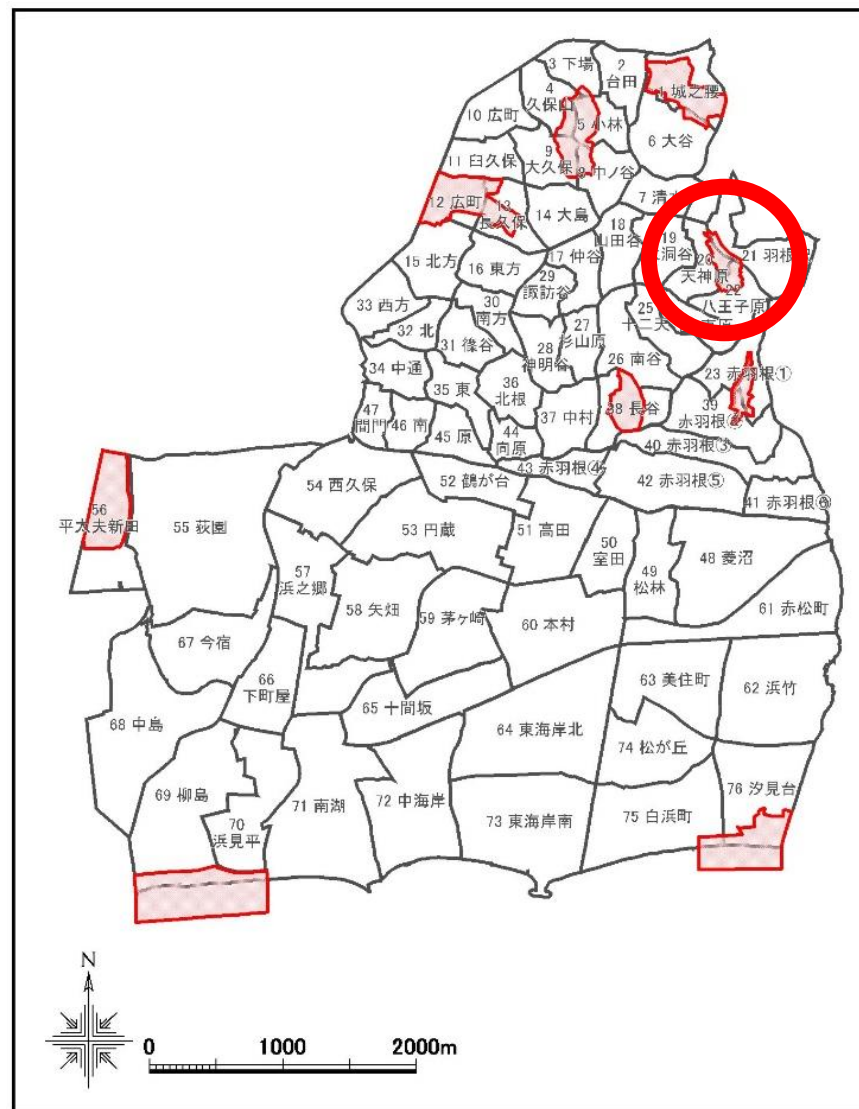 3 下場
2
台田
1 城之腰
4
久保山
5 小林
10 広町
6 大谷
11 臼久保
9
大久保
8 中ノ谷
7 清水
12 広町
13
長久保
14 大島
18
山田谷
19
洞谷
20
天神原
21 羽根
22
八王子原
15 北方
16 東方
17 仲谷
29
諏訪谷
25
十二天
33 西方
30
南方
27
杉山原
32 北
31 篠谷
28
神明谷
26 南谷
23 赤羽根①
34 中通
35 東
36
北根
38 長谷
39
赤羽根②
47
間門
46 南
45 原
44
向原
37 中村
40 赤羽根③
43 赤羽根④
42 赤羽根⑤
41 赤羽根⑥
54 西久保
52 鶴が台
56
平太夫新田
55 萩園
53 円蔵
51 高田
50
室田
49
松林
48 菱沼
57
浜之郷
58 矢畑
59 茅ヶ崎
60 本村
61 赤松町
67 今宿
66
下町屋
63 美住町
62 浜竹
68 中島
65 十間坂
64 東海岸北
74 松が丘
69 柳島
70
浜見平
71 南湖
72 中海岸
73 東海岸南
75 白浜町
76 汐見台
N
0 1000 2000m